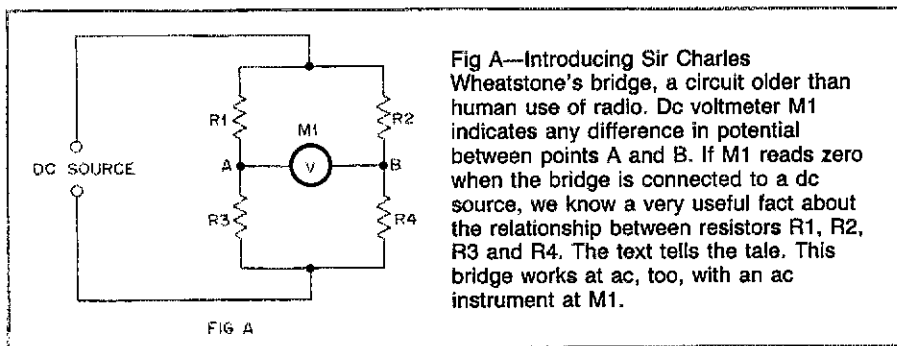 R1
R2
M1
A
V
B
DC SOURCE
R3
R4
FIG A
Fig A—Introducing Sir Charles
Wheatstone's bridge, a circuit older than
human use of radio. Dc voltmeter M1
indicates any difference in potential
between points A and B. If M1 reads zero
when the bridge is connected to a dc
source, we know a very useful fact about
the relationship between resistors R1, R2,
R3 and R4. The text tells the tale. This
bridge works at ac, too, with an ac
instrument at M1.